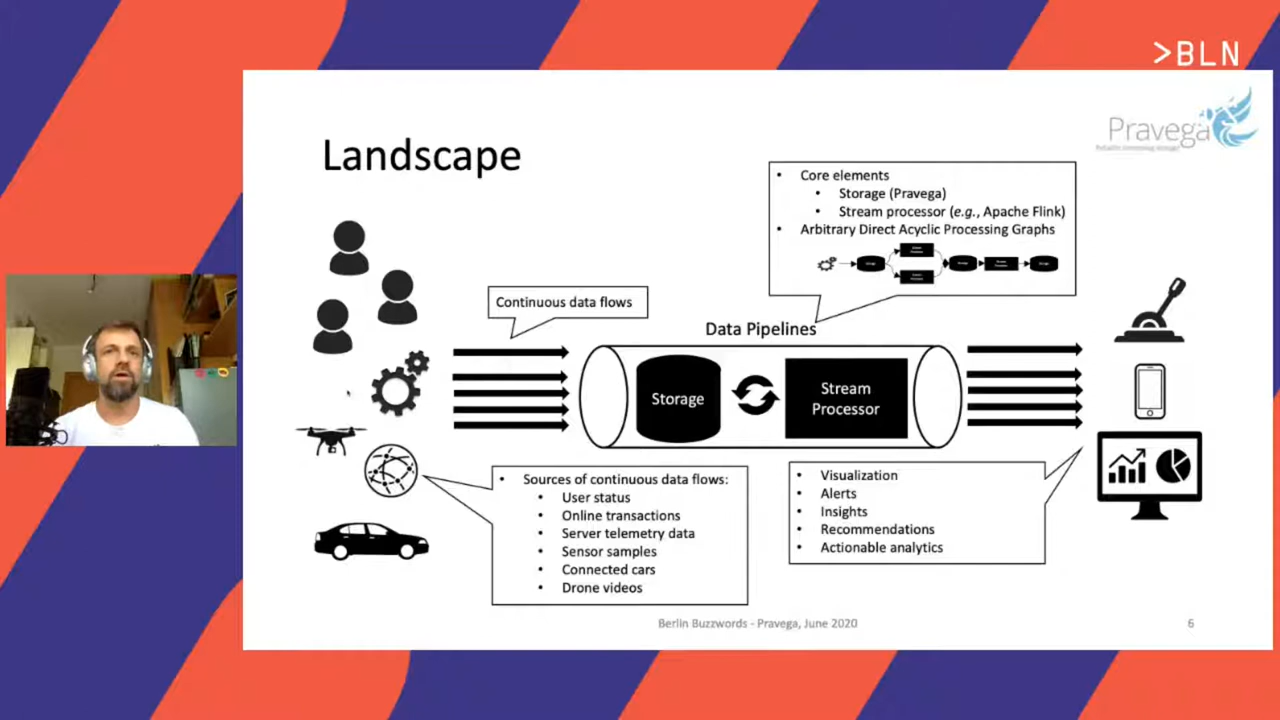 >BLN
Pravega
Landscape
• Core elements
• Storage (Pravega)
• Stream processor (e.g., Apache Flink)
• Arbitrary Direct Acyclic Processing Graphs
Continuous data flows
Data Pipelines
Storage
Stream
Processor
• Sources of continuous data flows:
• User status
• Online transactions
• Server telemetry data
• Sensor samples
• Connected cars
• Drone videos
• Visualization
• Alerts
• Insights
• Recommendations
• Actionable analytics
Berlin Buzzwords - Pravega, June 2020
6